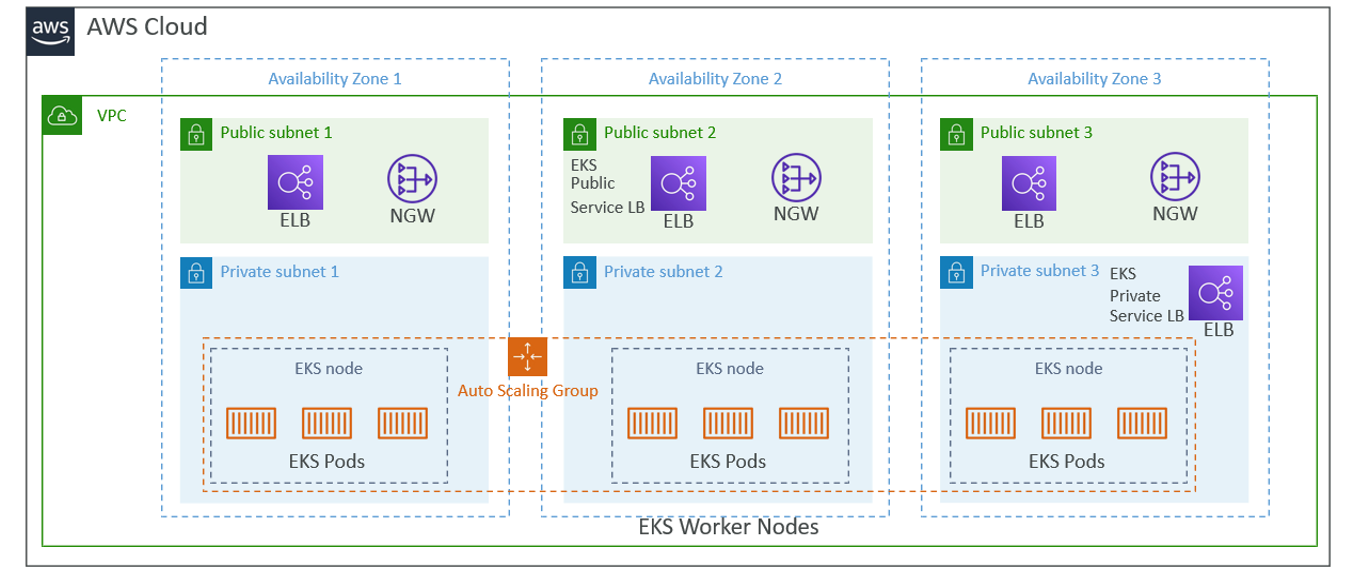 aws
AWS Cloud
Availability Zone 1
Availability Zone 2
Availability Zone 3
VPC
Public subnet 1
ELB
NGW
Public subnet 2
EKS
Public
Service LB
ELB
NGW
Public subnet 3
ELB
NGW
Private subnet 1
Private subnet 2
Private subnet 3
EKS
Private
Service LB
ELB
Auto Scaling Group
EKS node
EKS Pods
EKS node
EKS Pods
EKS node
EKS Pods
EKS Worker Nodes